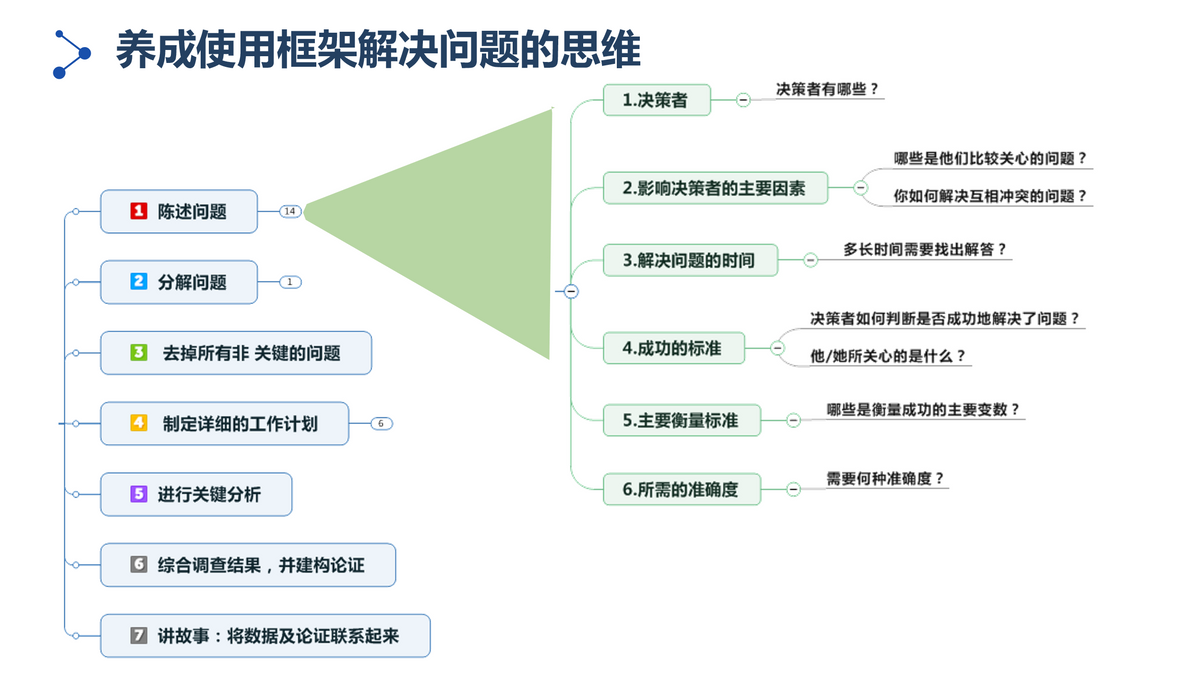 养成使用框架解决问题的思维
1 陈述问题
14
2 分解问题
1
3 去掉所有非 关键的问题
4 制定详细的工作计划
6
5 进行关键分析
6 综合调查结果，并建构论证
7 讲故事：将数据及论证联系起来
1.决策者
决策者有哪些？
2.影响决策者的主要因素
哪些是他们比较关心的问题？
你如何解决互相冲突的问题？
3.解决问题的时间
多长时间需要找出解答？
4.成功的标准
决策者如何判断是否成功地解决了问题？
他/她所关心的是什么？
5.主要衡量标准
哪些是衡量成功的主要变数？
6.所需的准确度
需要何种准确度？